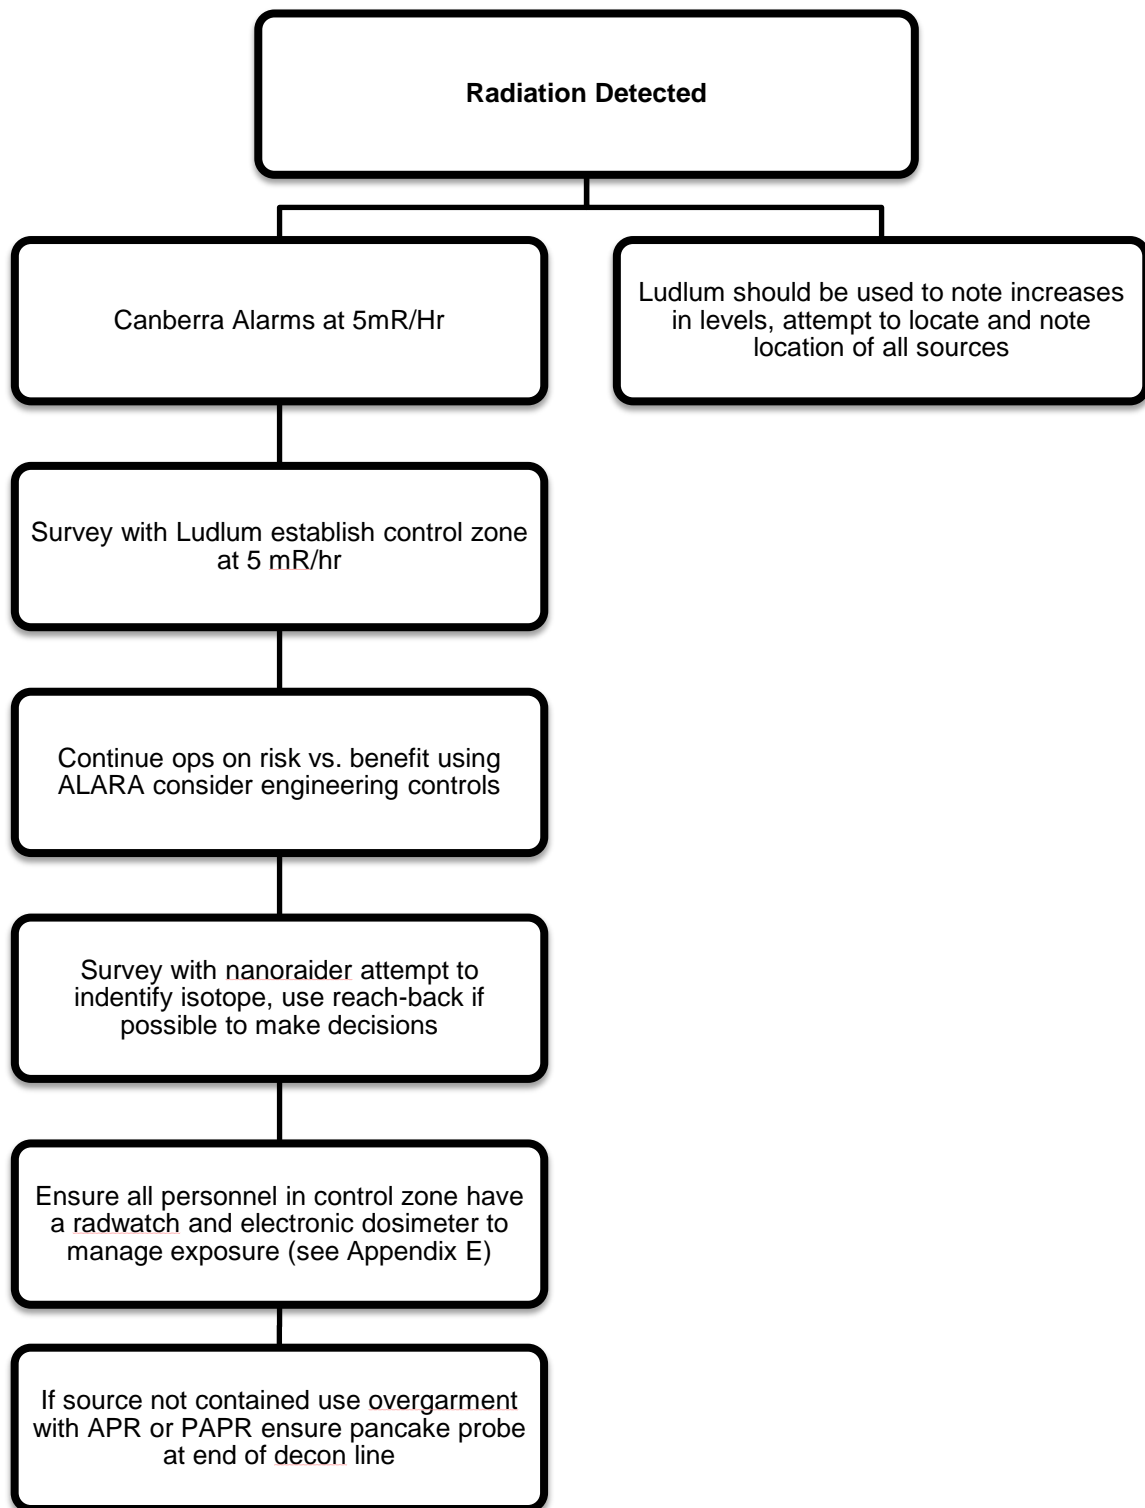 Radiation Detected
Canberra Alarms at 5mR/Hr
Ludlum should be used to note increases
in levels, attempt to locate and note
location of all sources
Survey with Ludlum establish control zone
at 5 mR/hr
Continue ops on risk vs. benefit using
ALARA consider engineering controls
Survey with nanoraider attempt to
indentify isotope, use reach-back if
possible to make decisions
Ensure all personnel in control zone have
a radwatch and electronic dosimeter to
manage exposure (see Appendix E)
If source not contained use overgarment
with APR or PAPR ensure pancake probe
at end of decon line